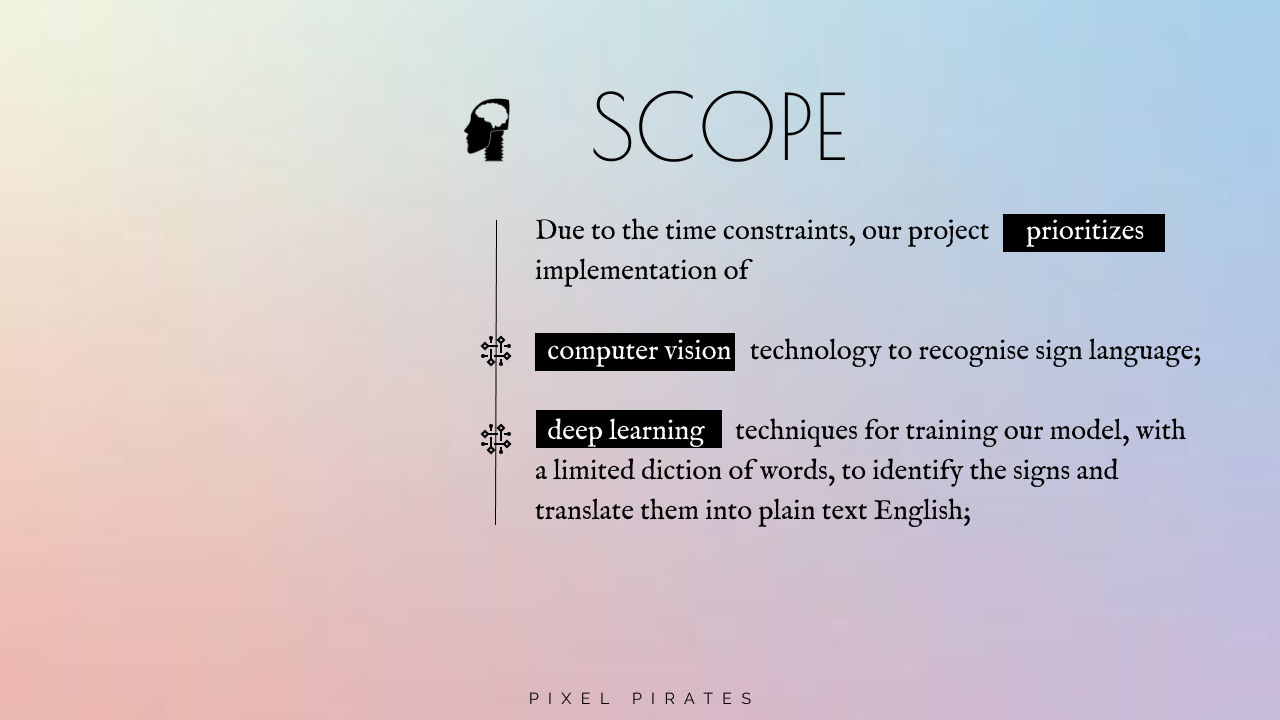 SCOPE
Due to the time constraints, our project prioritizes
implementation of
computer vision technology to recognise sign language;
deep learning techniques for training our model, with
a limited diction of words, to identify the signs and
translate them into plain text English;
PIXEL PIRATES